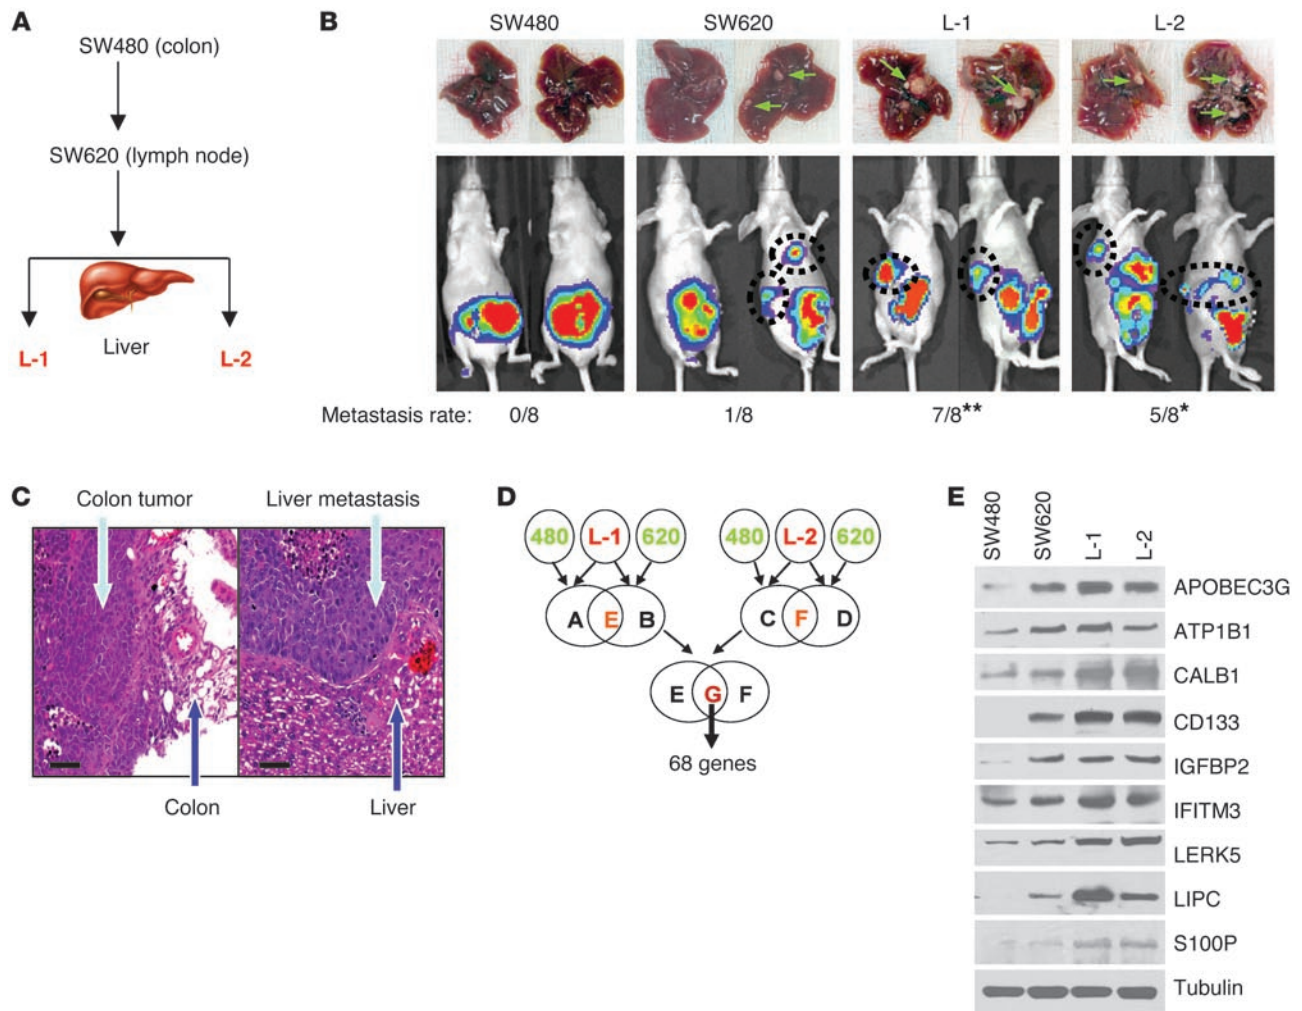 A
SW480 (colon)
SW620 (lymph node)
Liver
L-1
L-2
B
SW480 SW620 L-1 L-2
Metastasis rate: 0/8 1/8 7/8** 5/8*
C
Colon tumor Liver metastasis
Colon Liver
D
480 L-1 620 480 L-2 620
A E B C F D
E G F
68 genes
E
SW480 SW620 L-1 L-2
APOBEC3G
ATP1B1
CALB1
CD133
IGFBP2
IFITM3
LERK5
LIPC
S100P
Tubulin